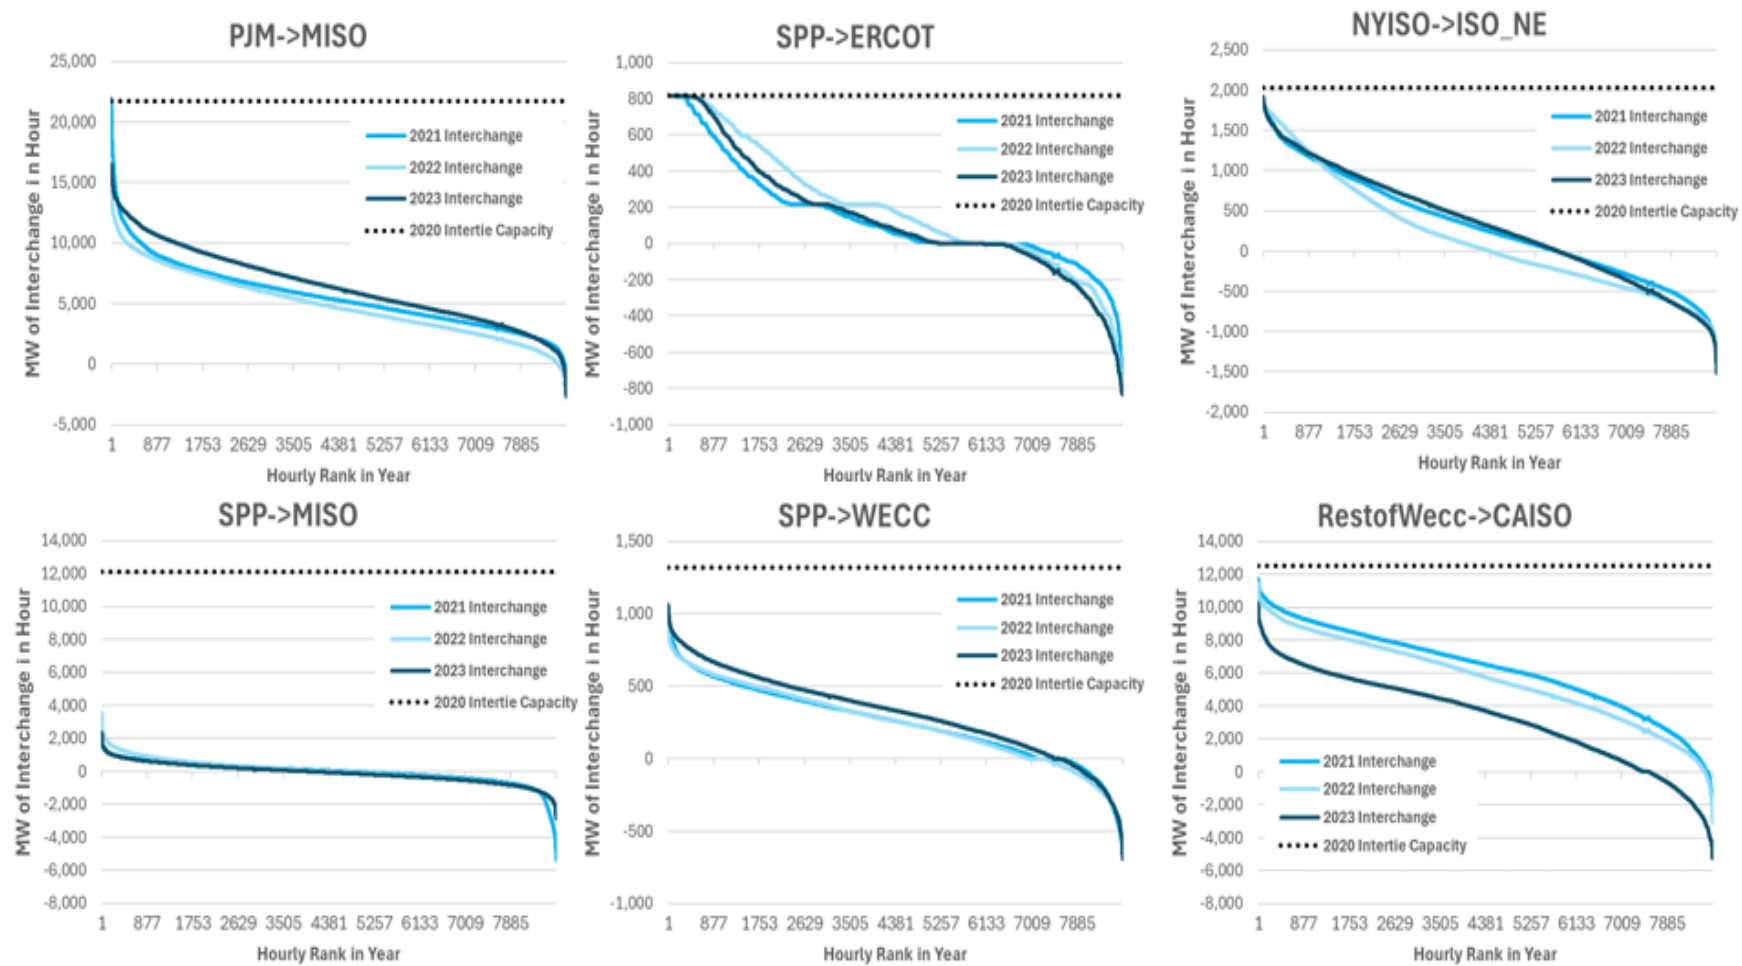 PJM->MISO
25,000
20,000
15,000
10,000
5,000
0
-5,000
MW of Interchange i n Hour
2021 Interchange
2022 Interchange
2023 Interchange
2020 Intertie Capacity
1 877 1753 2629 3505 4381 5257 6133 7009 7885
Hourly Rank in Year
SPP->ERCOT
1,000
800
600
400
200
0
-200
-400
-600
-800
-1,000
MW of Interchange i n Hour
2021 Interchange
2022 Interchange
2023 Interchange
2020 Intertie Capacity
1 877 1753 2629 3505 4381 5257 6133 7009 7885
Hourly Rank in Year
NYISO->ISO_NE
2,500
2,000
1,500
1,000
500
0
-500
-1,000
-1,500
-2,000
MW of Interchange i n Hour
2021 Interchange
2022 Interchange
2023 Interchange
2020 Intertie Capacity
1 877 1753 2629 3505 4381 5257 6133 7009 7885
Hourly Rank in Year
SPP->MISO
14,000
12,000
10,000
8,000
6,000
4,000
2,000
0
-2,000
-4,000
-6,000
-8,000
MW of Interchange i n Hour
2021 Interchange
2022 Interchange
2023 Interchange
2020 Intertie Capacity
1 877 1753 2629 3505 4381 5257 6133 7009 7885
Hourly Rank in Year
SPP->WECC
1,500
1,000
500
0
-500
-1,000
MW of Interchange i n Hour
2021 Interchange
2022 Interchange
2023 Interchange
2020 Intertie Capacity
1 877 1753 2629 3505 4381 5257 6133 7009 7885
Hourly Rank in Year
RestofWecc->CAISO
14,000
12,000
10,000
8,000
6,000
4,000
2,000
0
-2,000
-4,000
-6,000
-8,000
MW of Interchange i n Hour
2021 Interchange
2022 Interchange
2023 Interchange
2020 Intertie Capacity
1 877 1753 2629 3505 4381 5257 6133 7009 7885
Hourly Rank in Year